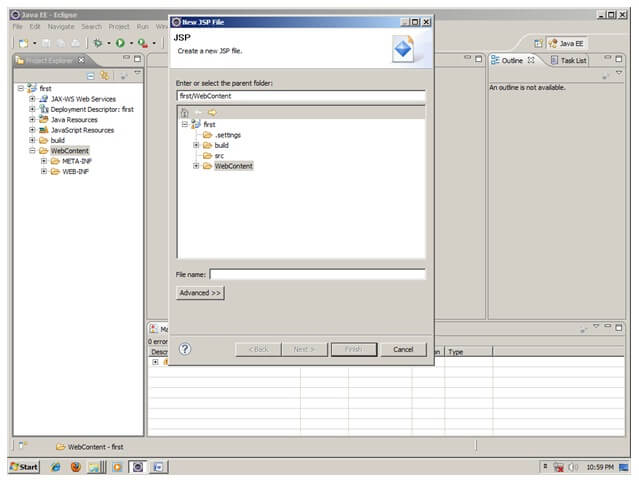 Java EE - Eclipse
File Edit Navigate Search Project Run
Java EE
Project Explorer
first
JAX-WS Web Services
Deployment Descriptor: first
Java Resources
JavaScript Resources
build
WebContent
META-INF
WEB-INF
New JSP File
JSP
Create a new JSP file.
Enter or select the parent folder:
first/WebContent
first
.settings
build
src
WebContent
File name:
Advanced >>
? < Back Next > Finish Cancel
Outline Task List
An outline is not available.
0 error
Descr
on Type
WebContent - first
Start
10:59 PM